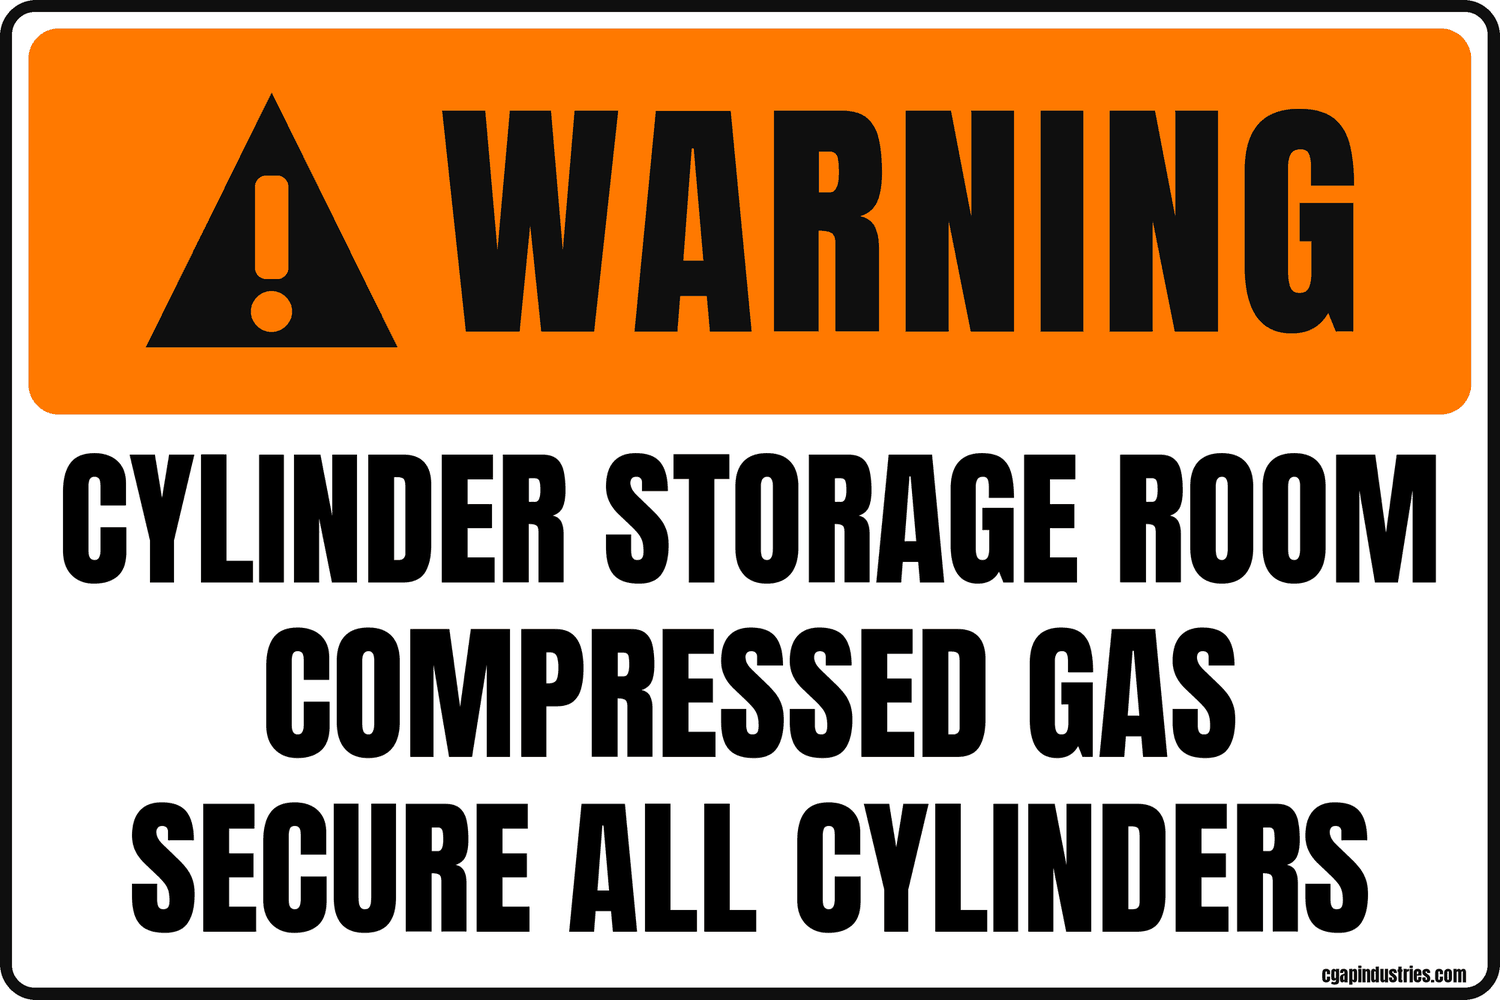 WARNING
CYLINDER STORAGE ROOM
COMPRESSED GAS
SECURE ALL CYLINDERS
cgapindustries.com